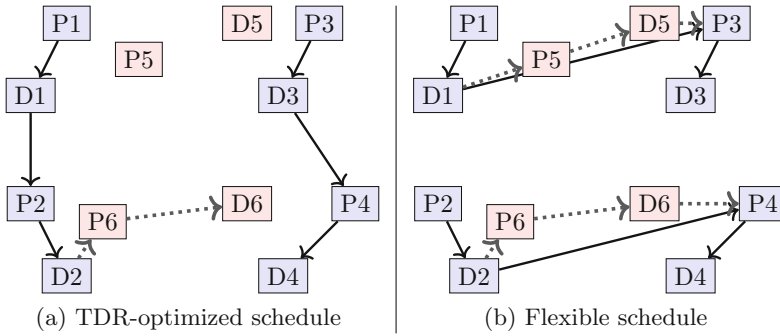 P1 D5 P3 P1 D5 P3
P5 P5
D1 D3 D1 D3
P2 P6 D6 P4 P2 P6 D6 P4
D2 D4 D2 D4
(a) TDR-optimized schedule (b) Flexible schedule